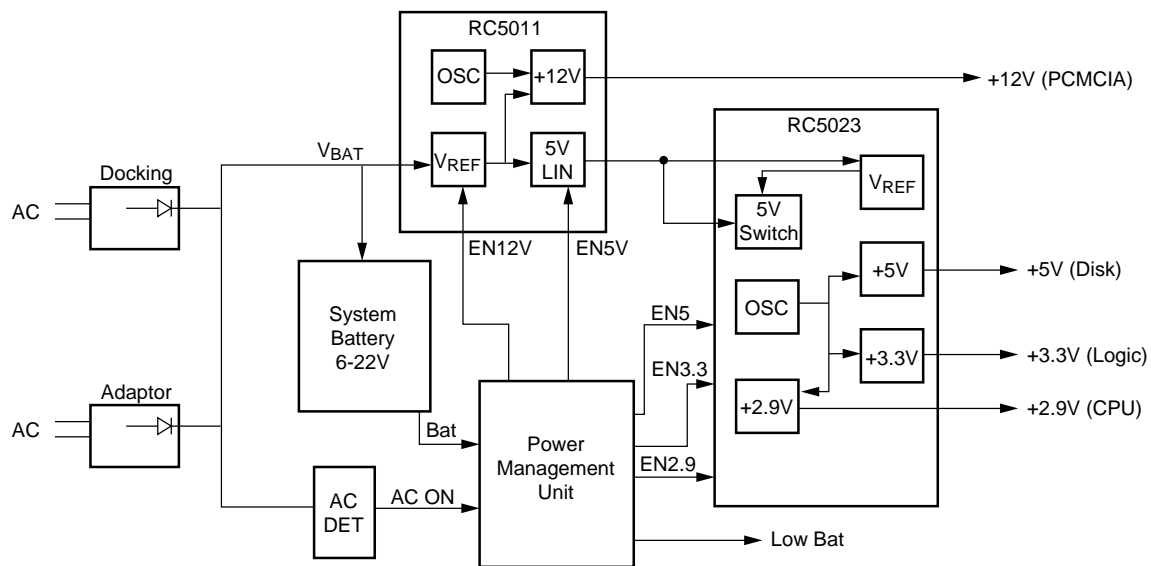 RC5011
OSC
+12V
+12V (PCMCIA)
RC5023
VBAT
VREF
5V
LIN
VREF
Docking
AC
5V
Switch
EN12V
EN5V
+5V
+5V (Disk)
System
Battery
6-22V
OSC
EN5
+3.3V
+3.3V (Logic)
EN3.3
Adaptor
AC
+2.9V
+2.9V (CPU)
Bat
Power
Management
Unit
EN2.9
AC
DET
AC ON
Low Bat